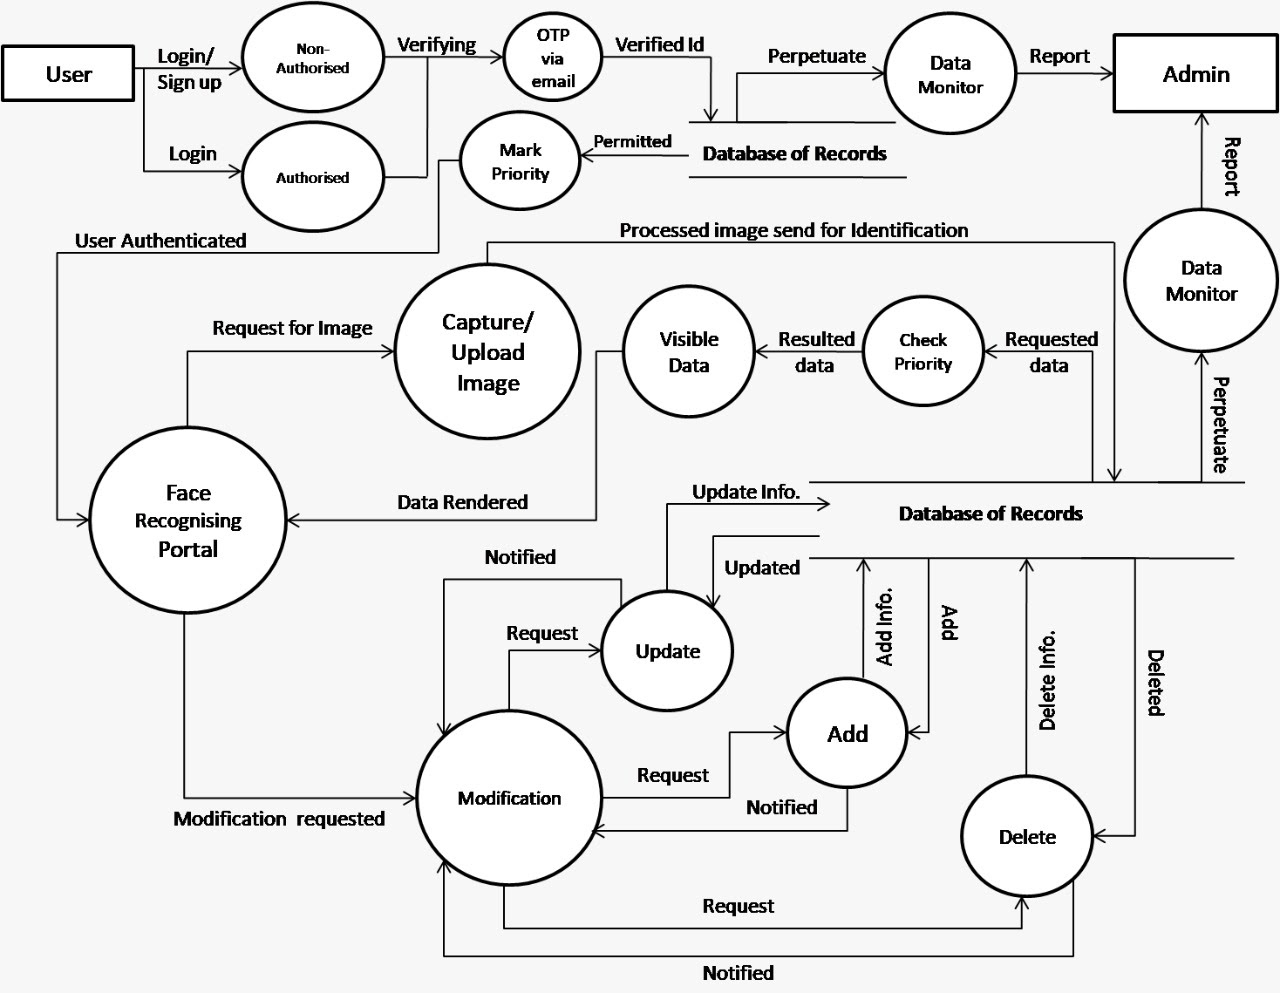 User
Login/
Sign up
Non-
Authorised
Verifying
OTP
via
email
Verified Id
Perpetuate
Data
Monitor
Report
Admin
Login
Authorised
Mark
Priority
Permitted
Database of Records
Report
User Authenticated
Processed image send for Identification
Data
Monitor
Request for Image
Capture/
Upload
Image
Visible
Data
Resulted
data
Check
Priority
Requested
data
Perpetuate
Face
Recognising
Portal
Data Rendered
Update Info.
Database of Records
Notified
Updated
Add Info.
Add
Delete Info.
Deleted
Request
Update
Add
Request
Modification
Notified
Modification requested
Delete
Request
Notified